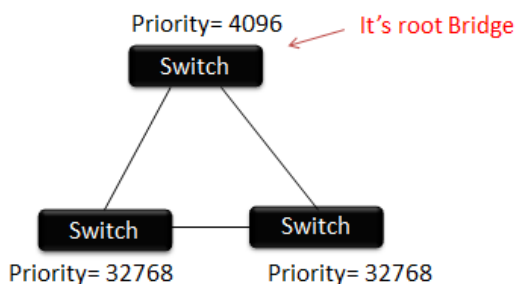 Priority= 4096
It's root Bridge
Switch
Switch
Switch
Priority= 32768
Priority= 32768